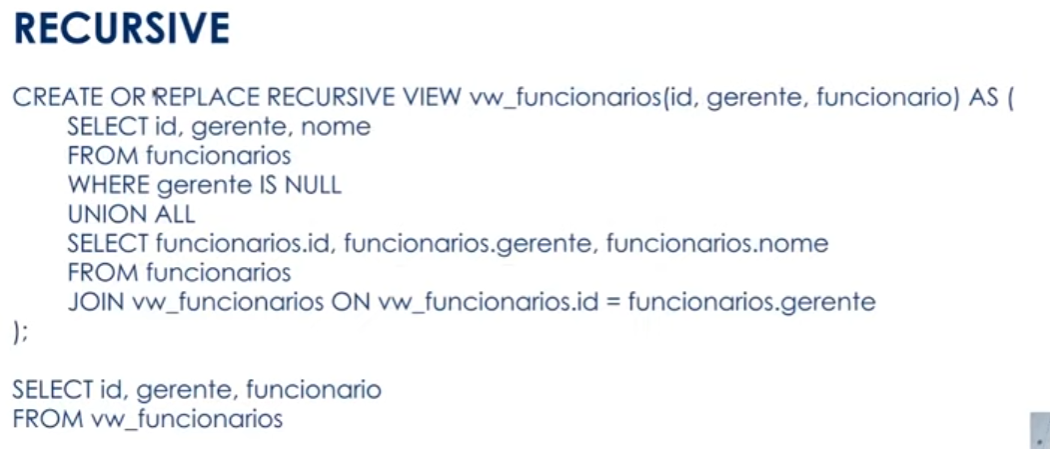 RECURSIVE
CREATE OR REPLACE RECURSIVE VIEW vw_funcionarios(id, gerente, funcionario) AS (
SELECT id, gerente, nome
FROM funcionarios
WHERE gerente IS NULL
UNION ALL
SELECT funcionarios.id, funcionarios.gerente, funcionarios.nome
FROM funcionarios
JOIN vw_funcionarios ON vw_funcionarios.id = funcionarios.gerente
);
SELECT id, gerente, funcionario
FROM vw_funcionarios